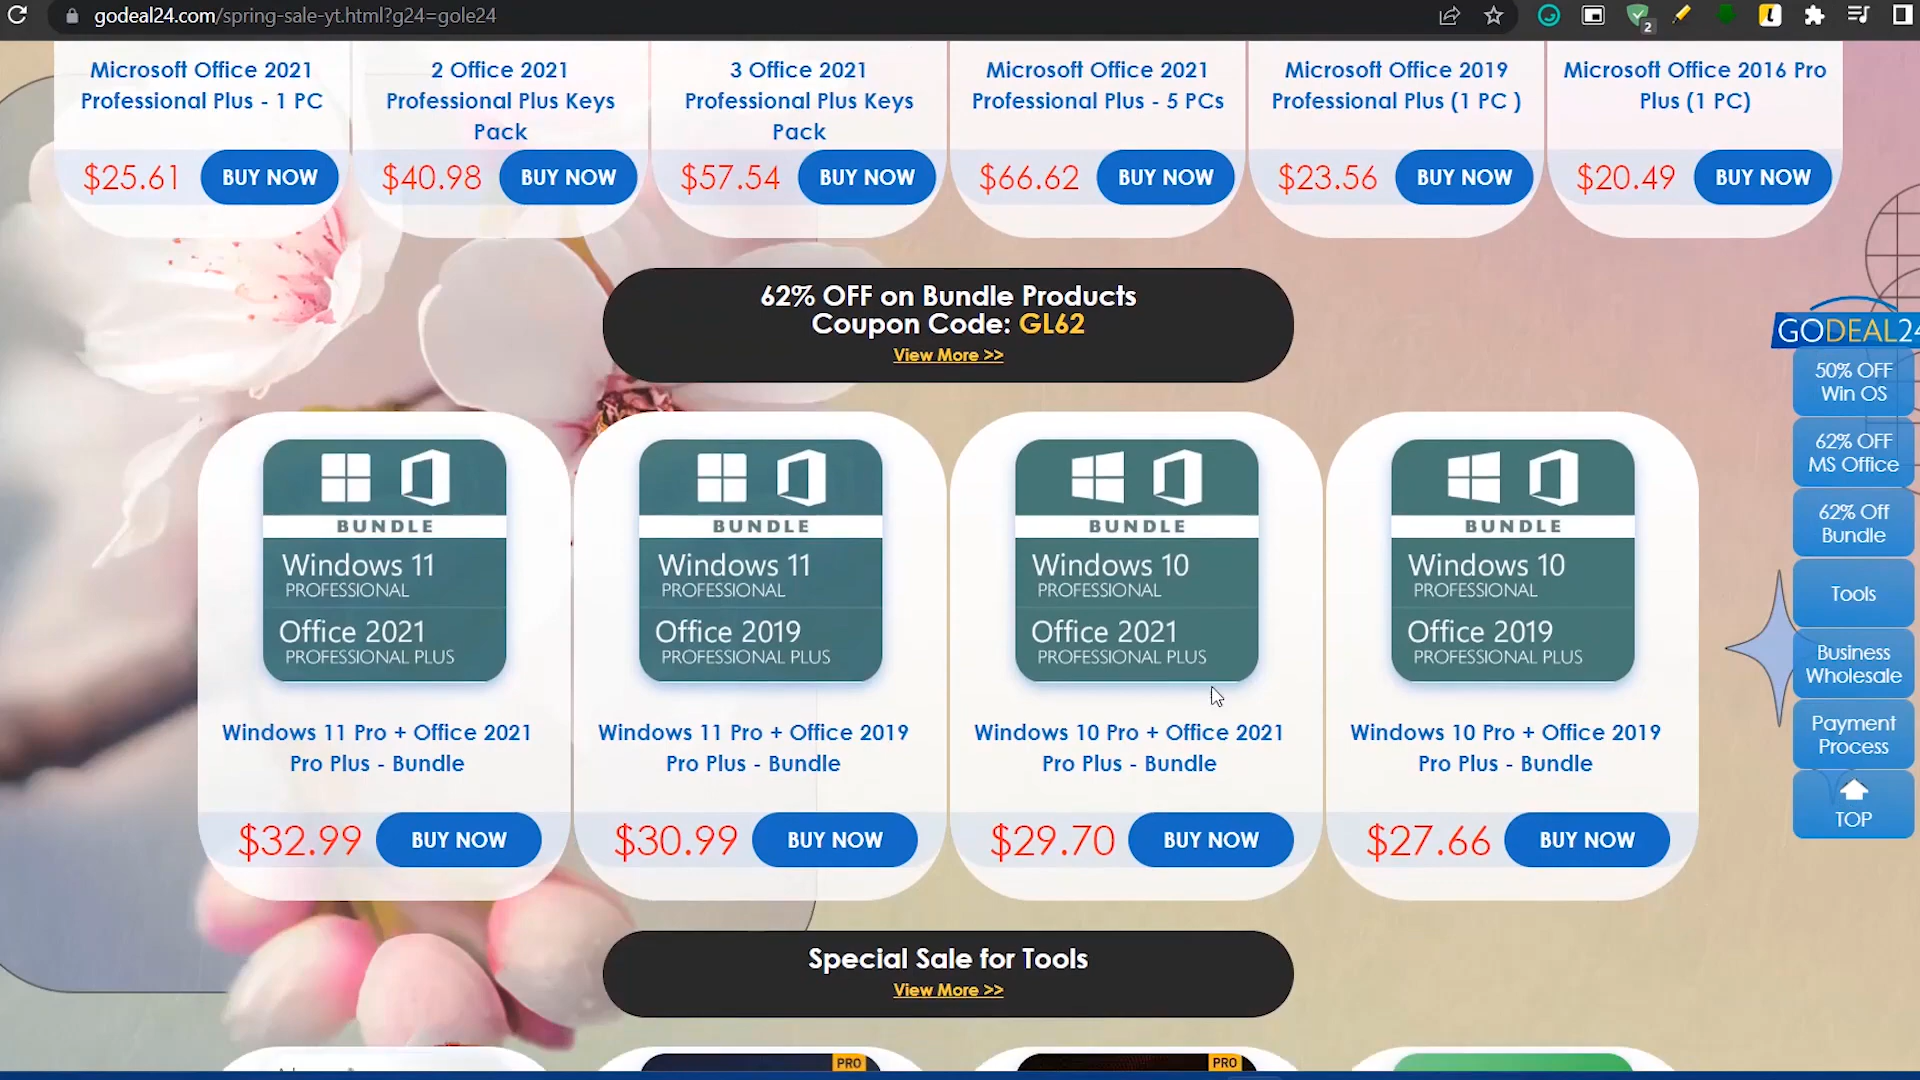 godeal24.com/spring-sale-yt.html?g24=gole24
2
Microsoft Office 2021
Professional Plus - 1 PC
$25.61
BUY NOW
2 Office 2021
Professional Plus Keys
Pack
$40.98
BUY NOW
3 Office 2021
Professional Plus Keys
Pack
$57.54
BUY NOW
Microsoft Office 2021
Professional Plus - 5 PCs
$66.62
BUY NOW
Microsoft Office 2019
Professional Plus (1 PC )
$23.56
BUY NOW
Microsoft Office 2016 Pro
Plus (1 PC)
$20.49
BUY NOW
62% OFF on Bundle Products
Coupon Code: GL62
View More >>
BUNDLE
Windows 11
PROFESSIONAL
Office 2021
PROFESSIONAL PLUS
Windows 11 Pro + Office 2021
Pro Plus - Bundle
$32.99
BUY NOW
BUNDLE
Windows 11
PROFESSIONAL
Office 2019
PROFESSIONAL PLUS
Windows 11 Pro + Office 2019
Pro Plus - Bundle
$30.99
BUY NOW
BUNDLE
Windows 10
PROFESSIONAL
Office 2021
PROFESSIONAL PLUS
Windows 10 Pro + Office 2021
Pro Plus - Bundle
$29.70
BUY NOW
BUNDLE
Windows 10
PROFESSIONAL
Office 2019
PROFESSIONAL PLUS
Windows 10 Pro + Office 2019
Pro Plus - Bundle
$27.66
BUY NOW
GODEAL24
50% OFF
Win OS
62% OFF
MS Office
62% Off
Bundle
Tools
Business
Wholesale
Payment
Process
TOP
Special Sale for Tools
View More >>
PRO
PRO